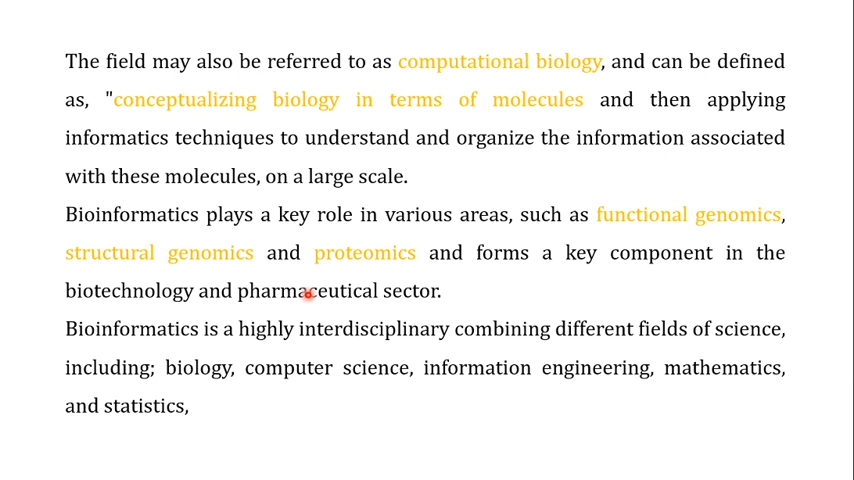 The field may also be referred to as computational biology, and can be defined
as, "conceptualizing biology in terms of molecules and then applying
informatics techniques to understand and organize the information associated
with these molecules, on a large scale.
Bioinformatics plays a key role in various areas, such as functional genomics,
structural genomics and proteomics and forms a key component in the
biotechnology and pharmaceutical sector.
Bioinformatics is a highly interdisciplinary combining different fields of science,
including; biology, computer science, information engineering, mathematics,
and statistics,